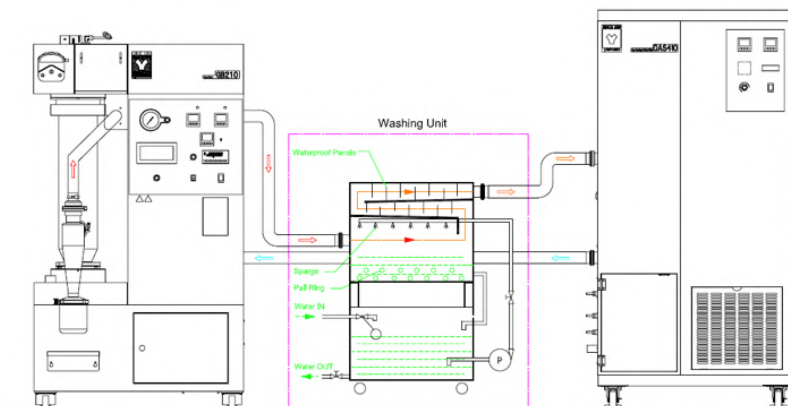 GB210
GAS410
Washing Unit
Waterproof Panels
Sparge
Pall Ring
Water IN
P
Water OUT